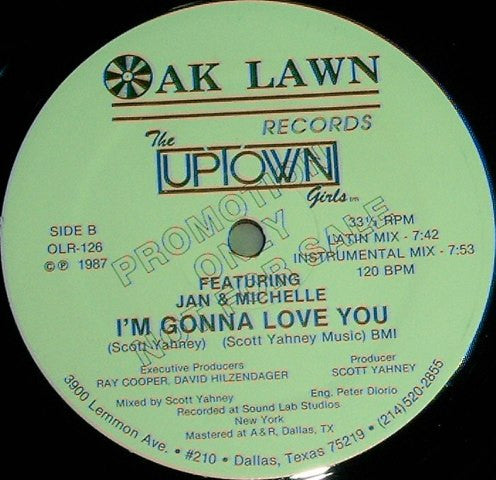 OAK LAWN
RECORDS
The
UPTOWN
Girls
SIDE B
OLR-126
©℗ 1987
33⅓ RPM
LATIN MIX - 7:42
INSTRUMENTAL MIX - 7:53
120 BPM
PROMOTION
ONLY
NOT FOR SALE
FEATURING
JAN & MICHELLE
I'M GONNA LOVE YOU
(Scott Yahney) (Scott Yahney Music) BMI
Executive Producers
RAY COOPER, DAVID HILZENDAGER
Producer
SCOTT YAHNEY
Mixed by Scott Yahney
Eng. Peter Diorio
Recorded at Sound Lab Studios
New York
Mastered at A & R, Dallas, TX
3900 Lemmon Ave. • #210 • Dallas, Texas 75219 • (214)520-2855